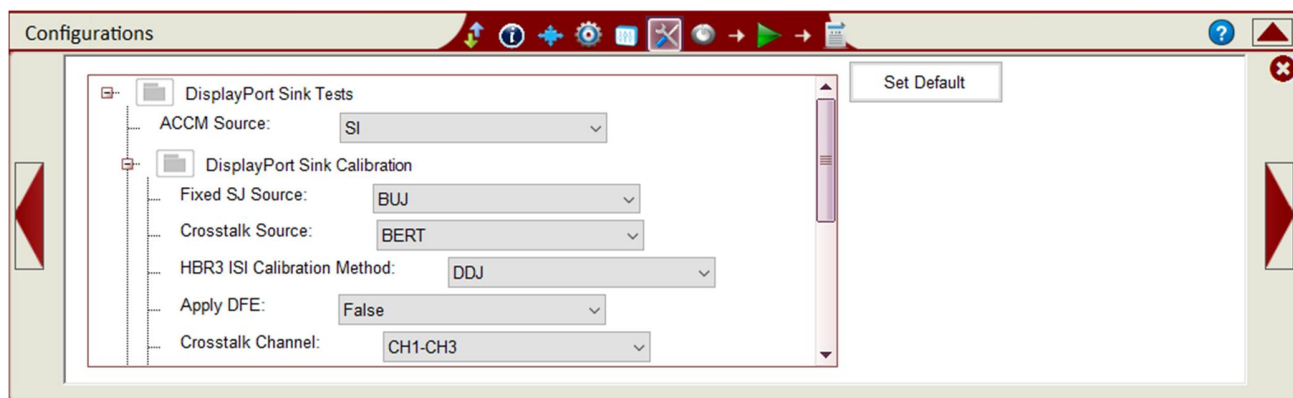 Configurations
Set Default
DisplayPort Sink Tests
ACCM Source: SI
DisplayPort Sink Calibration
Fixed SJ Source: BUJ
Crosstalk Source: BERT
HBR3 ISI Calibration Method: DDJ
Apply DFE: False
Crosstalk Channel: CH1-CH3